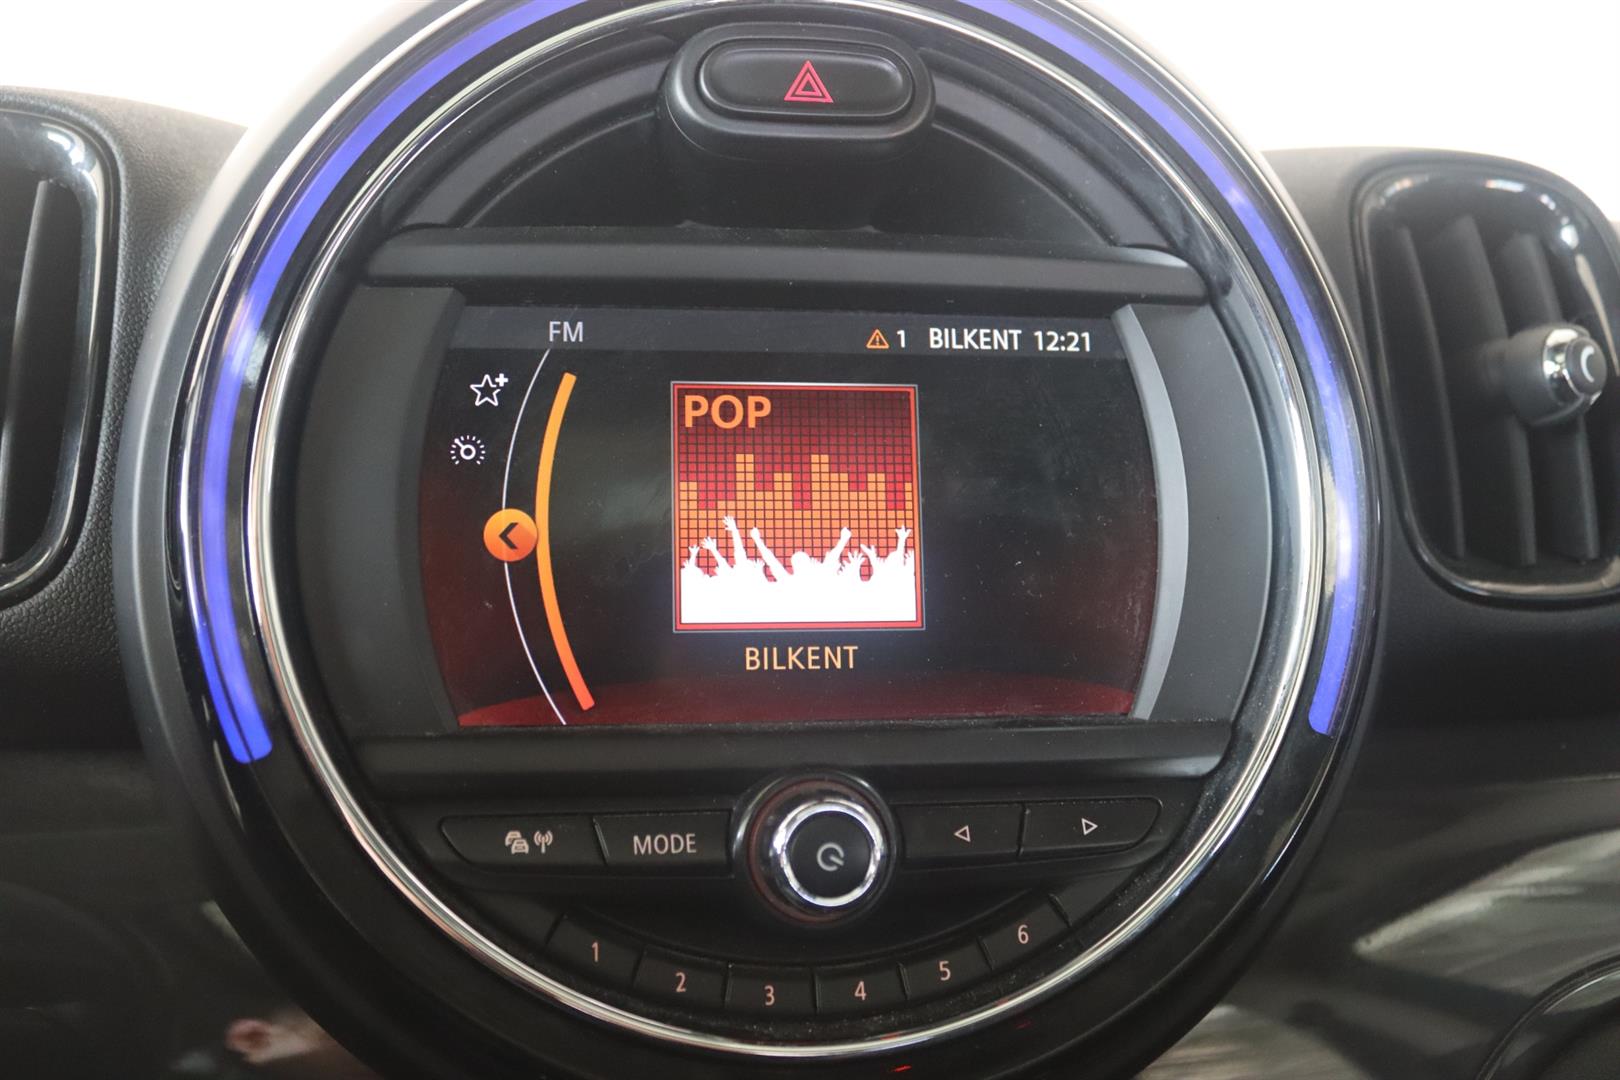 FM
1 BILKENT 12:21
POP
BILKENT
MODE
1 2 3 4 5 6